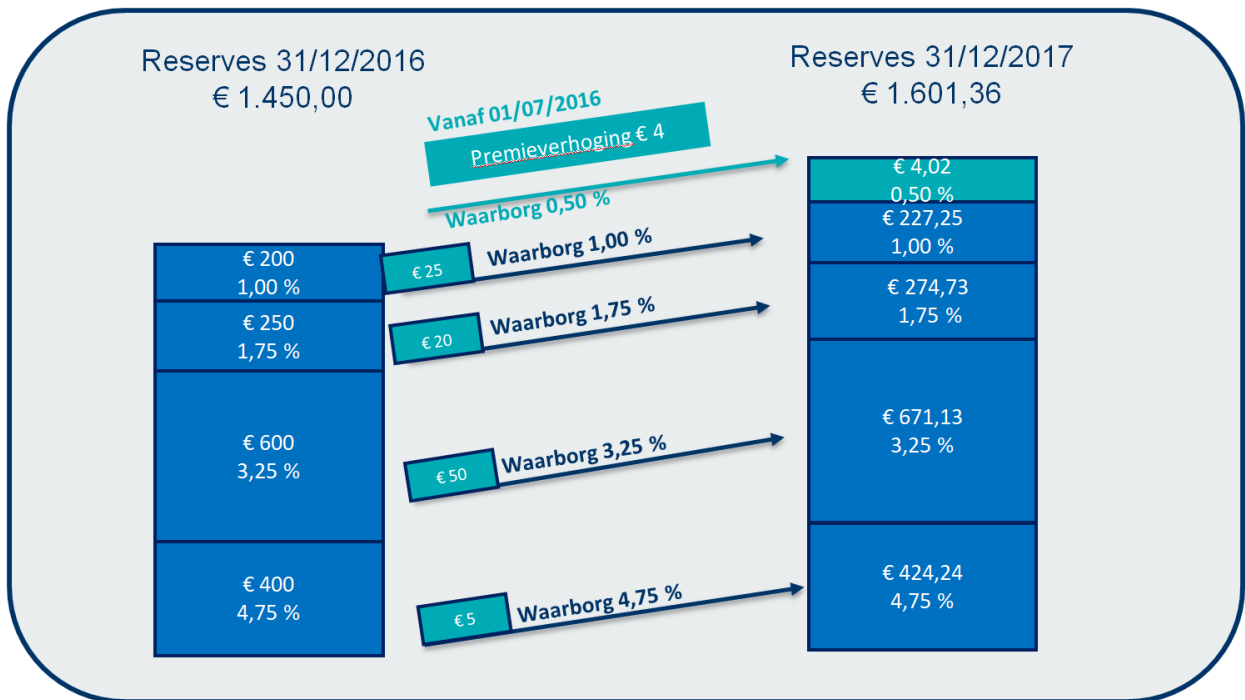 Reserves 31/12/2016
€ 1.450,00
Reserves 31/12/2017
€ 1.601,36
Vanaf 01/07/2016
Premieverhoging € 4
Waarborg 0,50 %
€ 200
1,00 %
€ 250
1,75 %
€ 600
3,25 %
€ 400
4,75 %
€ 25
Waarborg 1,00 %
€ 20
Waarborg 1,75 %
€ 50
Waarborg 3,25 %
€ 5
Waarborg 4,75 %
€ 4,02
0,50 %
€ 227,25
1,00 %
€ 274,73
1,75 %
€ 671,13
3,25 %
€ 424,24
4,75 %